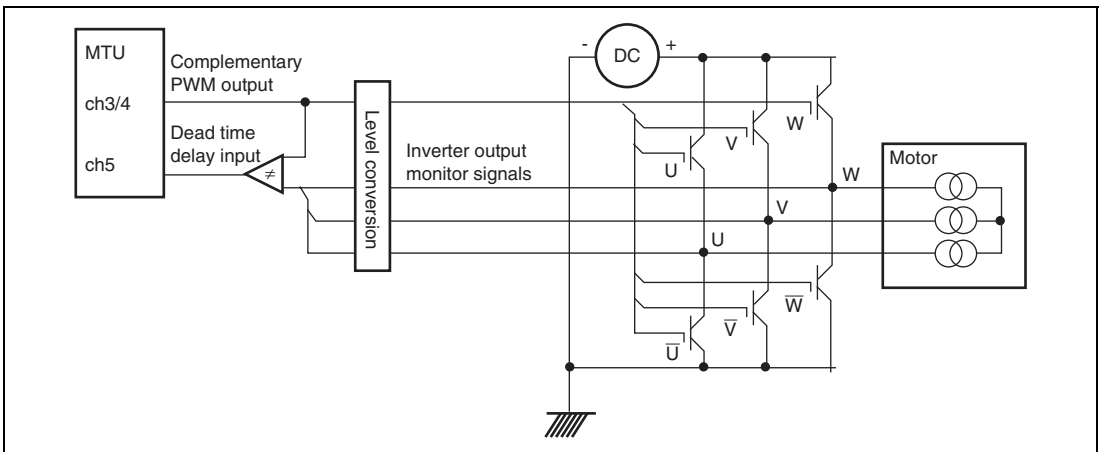 MTU
ch3/4
ch5
Complementary
PWM output
Dead time
delay input
≠
Level conversion
Inverter output
monitor signals
- DC +
W
V
U
W
V
U
W̅
V̅
U̅
Motor